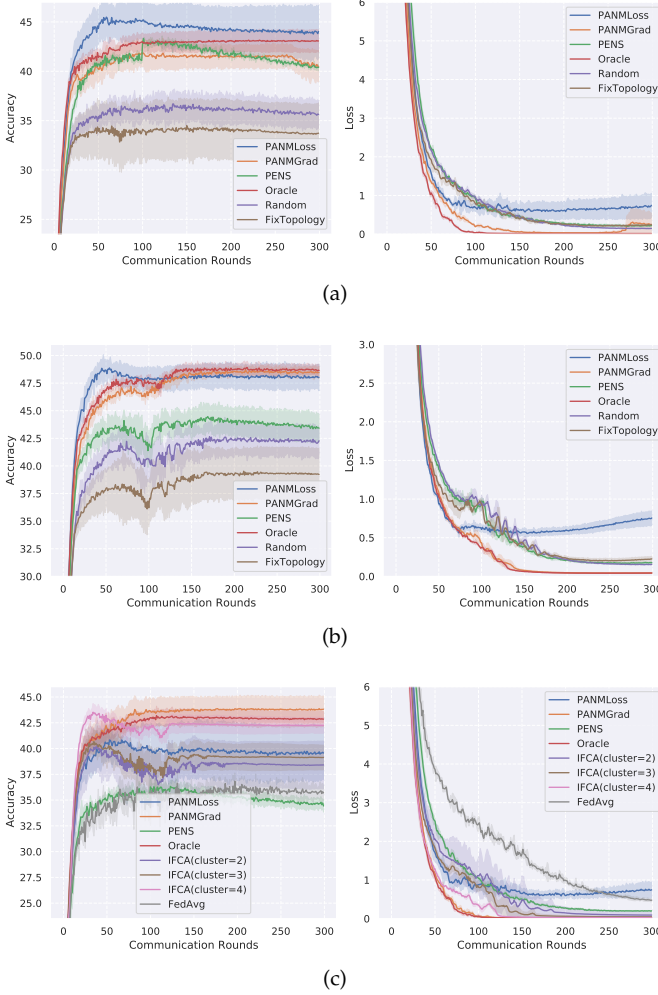 45
40
35
30
25
Accuracy
PANMLoss
PANMGrad
PENS
Oracle
Random
FixTopology
0 50 100 150 200 250 300
Communication Rounds
6
5
4
3
2
1
0
Loss
PANMLoss
PANMGrad
PENS
Oracle
Random
FixTopology
0 50 100 150 200 250 300
Communication Rounds
(a)
50.0
47.5
45.0
42.5
40.0
37.5
35.0
32.5
30.0
Accuracy
PANMLoss
PANMGrad
PENS
Oracle
Random
FixTopology
0 50 100 150 200 250 300
Communication Rounds
3.0
2.5
2.0
1.5
1.0
0.5
0.0
Loss
PANMLoss
PANMGrad
PENS
Oracle
Random
FixTopology
0 50 100 150 200 250 300
Communication Rounds
(b)
45.0
42.5
40.0
37.5
35.0
32.5
30.0
27.5
25.0
Accuracy
PANMLoss
PANMGrad
PENS
Oracle
IFCA(cluster=2)
IFCA(cluster=3)
IFCA(cluster=4)
FedAvg
0 50 100 150 200 250 300
Communication Rounds
6
5
4
3
2
1
0
Loss
PANMLoss
PANMGrad
PENS
Oracle
IFCA(cluster=2)
IFCA(cluster=3)
IFCA(cluster=4)
FedAvg
0 50 100 150 200 250 300
Communication Rounds
(c)